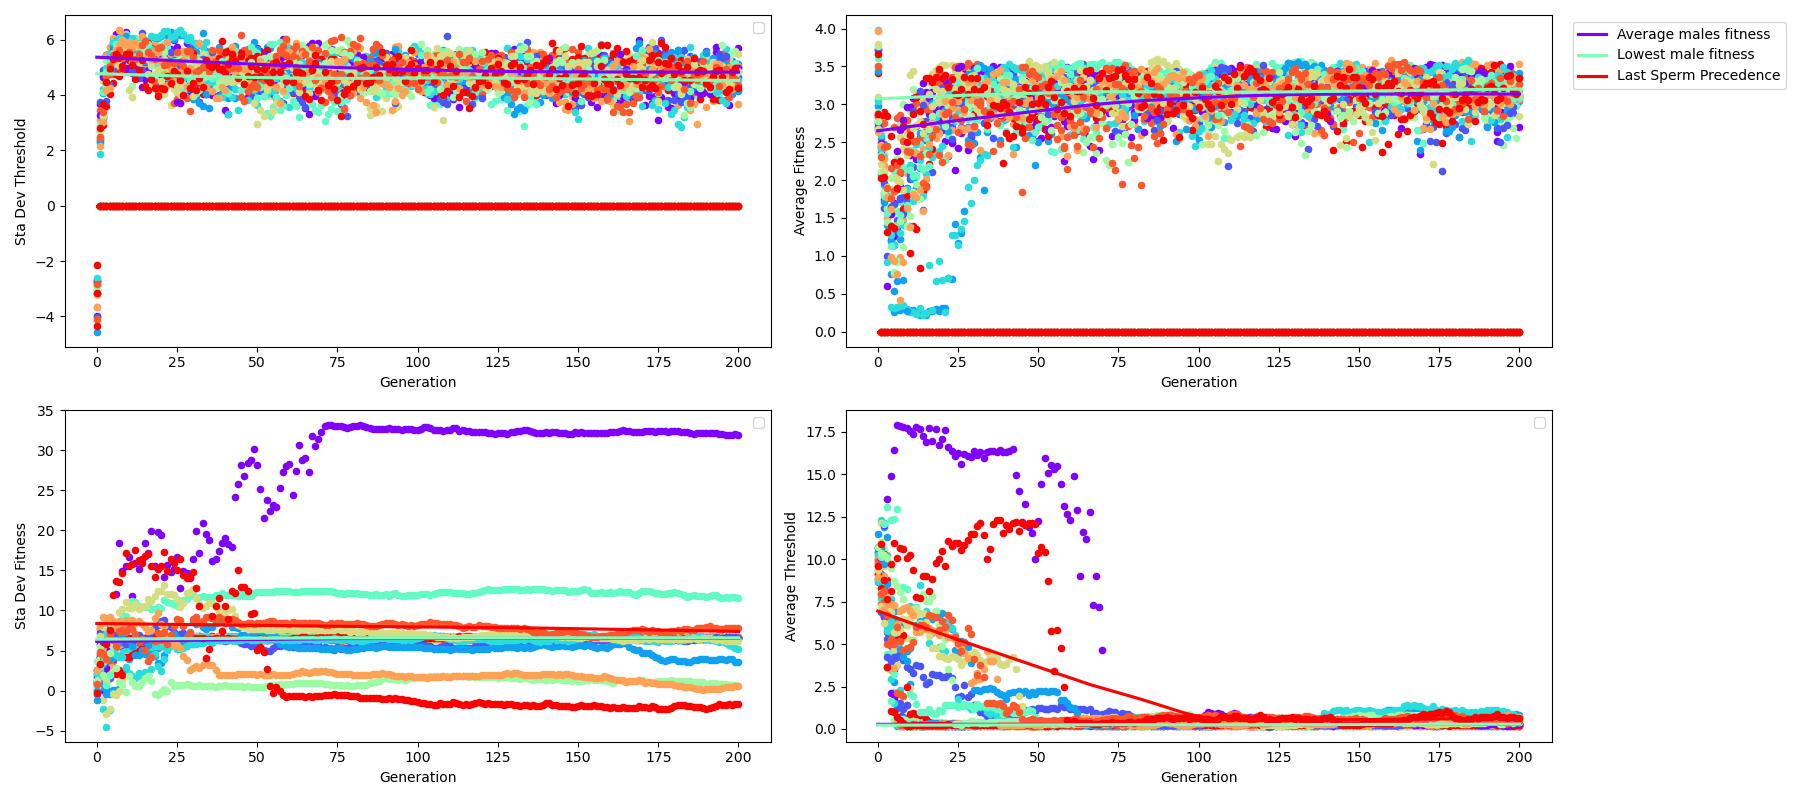 Sta Dev Threshold
6
4
2
0
−2
−4
0 25 50 75 100 125 150 175 200
Generation
Average Fitness
4.0
3.5
3.0
2.5
2.0
1.5
1.0
0.5
0.0
0 25 50 75 100 125 150 175 200
Generation
Average males fitness
Lowest male fitness
Last Sperm Precedence
Sta Dev Fitness
35
30
25
20
15
10
5
0
−5
0 25 50 75 100 125 150 175 200
Generation
Average Threshold
17.5
15.0
12.5
10.0
7.5
5.0
2.5
0.0
0 25 50 75 100 125 150 175 200
Generation